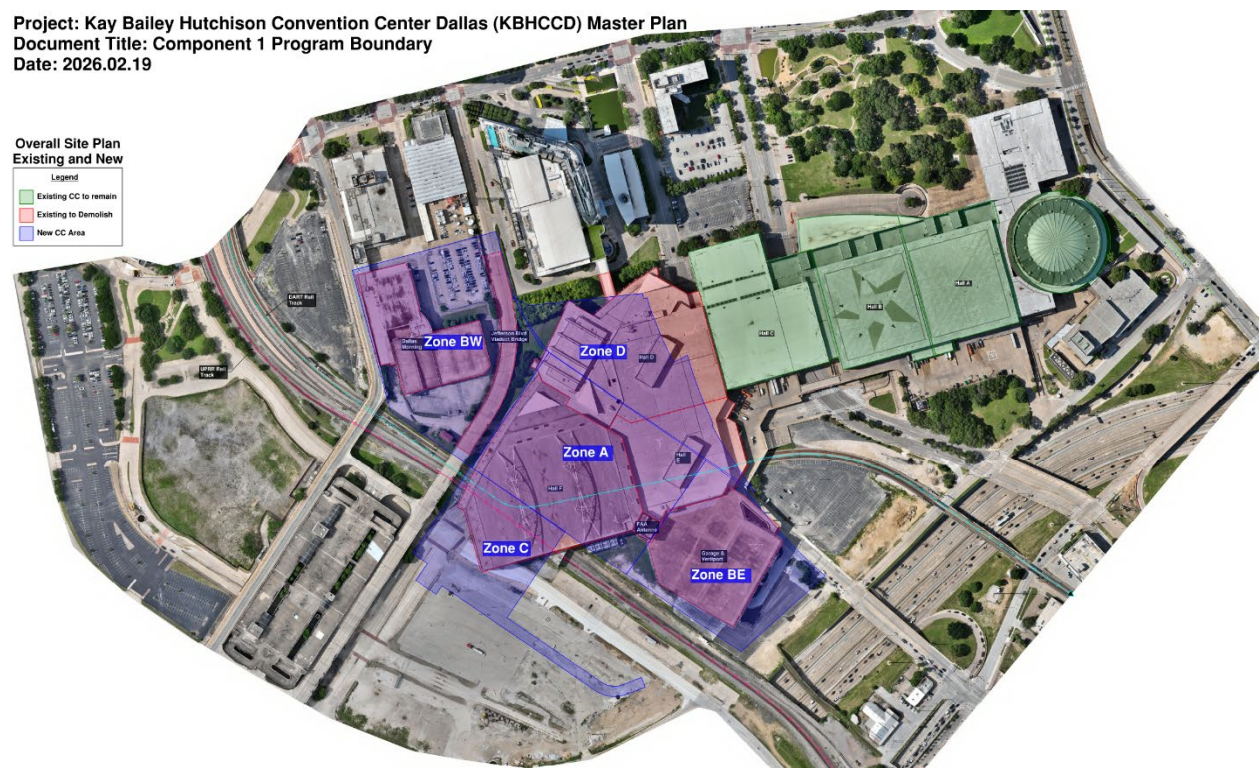 Project: Kay Bailey Hutchison Convention Center Dallas (KBHCCD) Master Plan
Document Title: Component 1 Program Boundary
Date: 2026.02.19
Overall Site Plan
Existing and New
Legend
Existing CC to remain
Existing to Demolish
New CC Area
DART Rail
Track
UPRR Rail
Track
Dallas
Morning
Zone BW
Jefferson Blvd
Viaduct Bridge
Zone D
Hall D
Hall C
Hall B
Hall A
Zone A
Hall E
Hall F
Zone C
FAA
Antenna
Garage &
Vertiport
Zone BE